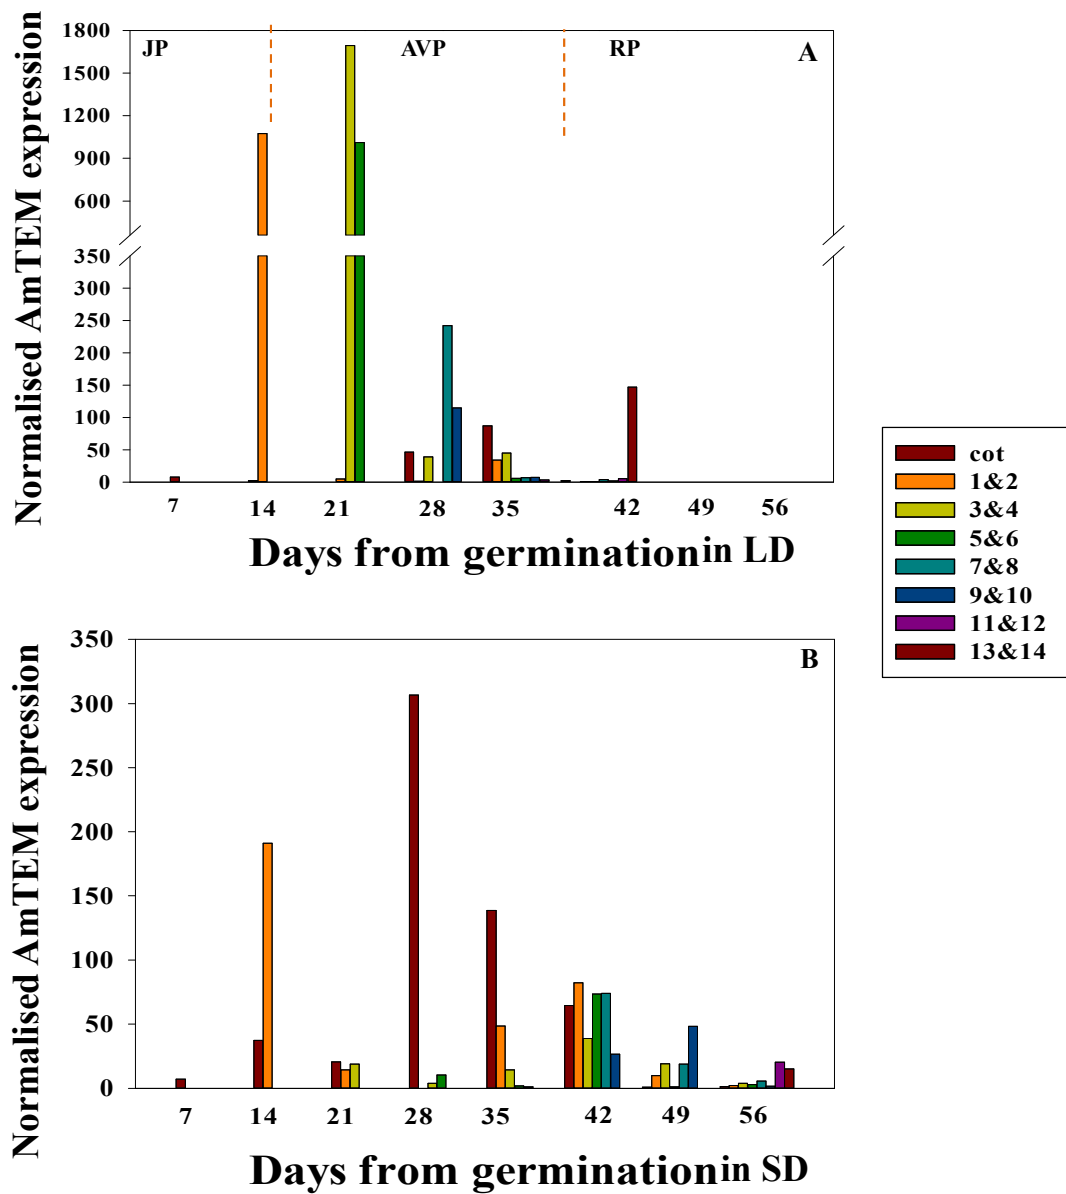 Normalised AmTEM expression
JP
AVP
RP
A
1800
1500
1200
900
600
350
300
250
200
150
100
50
0
7 14 21 28 35 42 49 56
Days from germination in LD
cot
1&2
3&4
5&6
7&8
9&10
11&12
13&14
Normalised AmTEM expression
B
350
300
250
200
150
100
50
0
7 14 21 28 35 42 49 56
Days from germination in SD